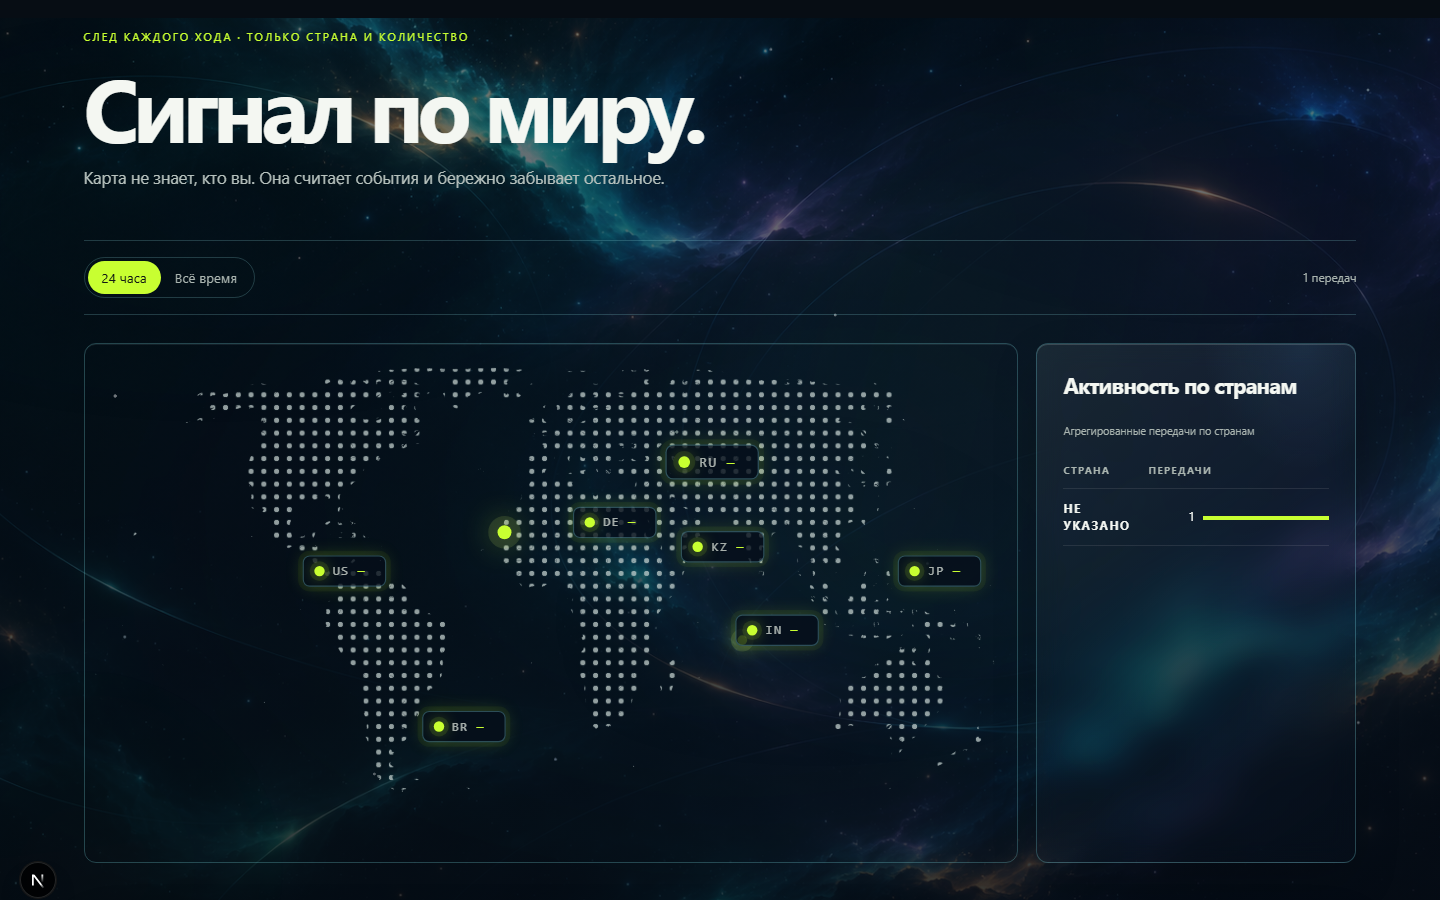 СЛЕД КАЖДОГО ХОДА · ТОЛЬКО СТРАНА И КОЛИЧЕСТВО
Сигнал по миру.
Карта не знает, кто вы. Она считает события и бережно забывает остальное.
24 часа
Всё время
1 передач
RU —
DE —
KZ —
US —
JP —
IN —
BR —
Активность по странам
Агрегированные передачи по странам
СТРАНА ПЕРЕДАЧИ
НЕ
УКАЗАНО
1
N